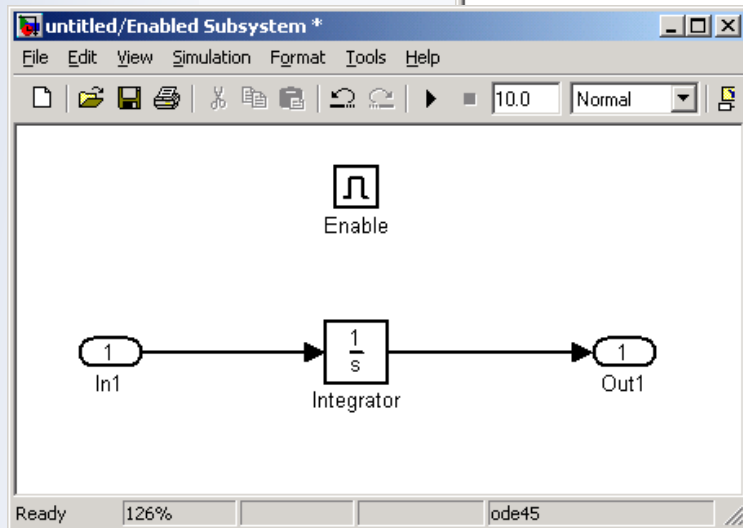 untitled/Enabled Subsystem *
File Edit View Simulation Format Tools Help
10.0 Normal
Enable
1 1 1
s
In1 Out1
Integrator
Ready 126% ode45